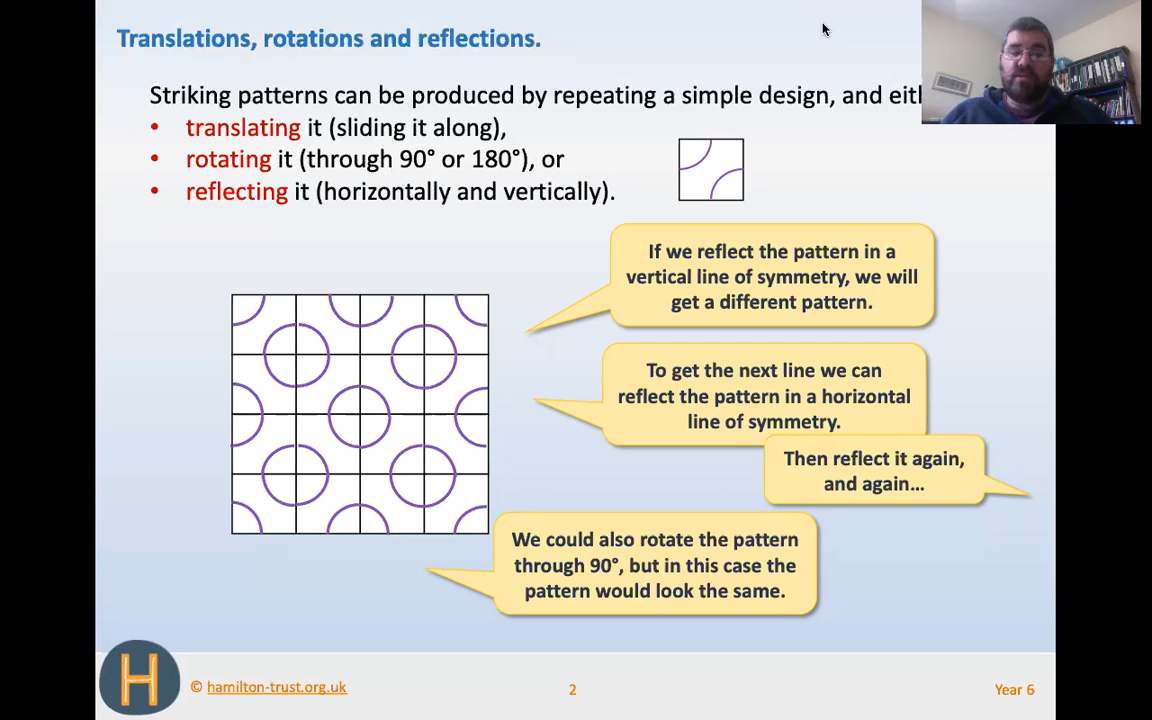 Translations, rotations and reflections.
Striking patterns can be produced by repeating a simple design, and
• translating it (sliding it along),
• rotating it (through 90° or 180°), or
• reflecting it (horizontally and vertically).
If we reflect the pattern in a
vertical line of symmetry, we will
get a different pattern.
To get the next line we can
reflect the pattern in a horizontal
line of symmetry.
Then reflect it again,
and again...
We could also rotate the pattern
through 90°, but in this case the
pattern would look the same.
H
© hamilton-trust.org.uk
2
Year 6